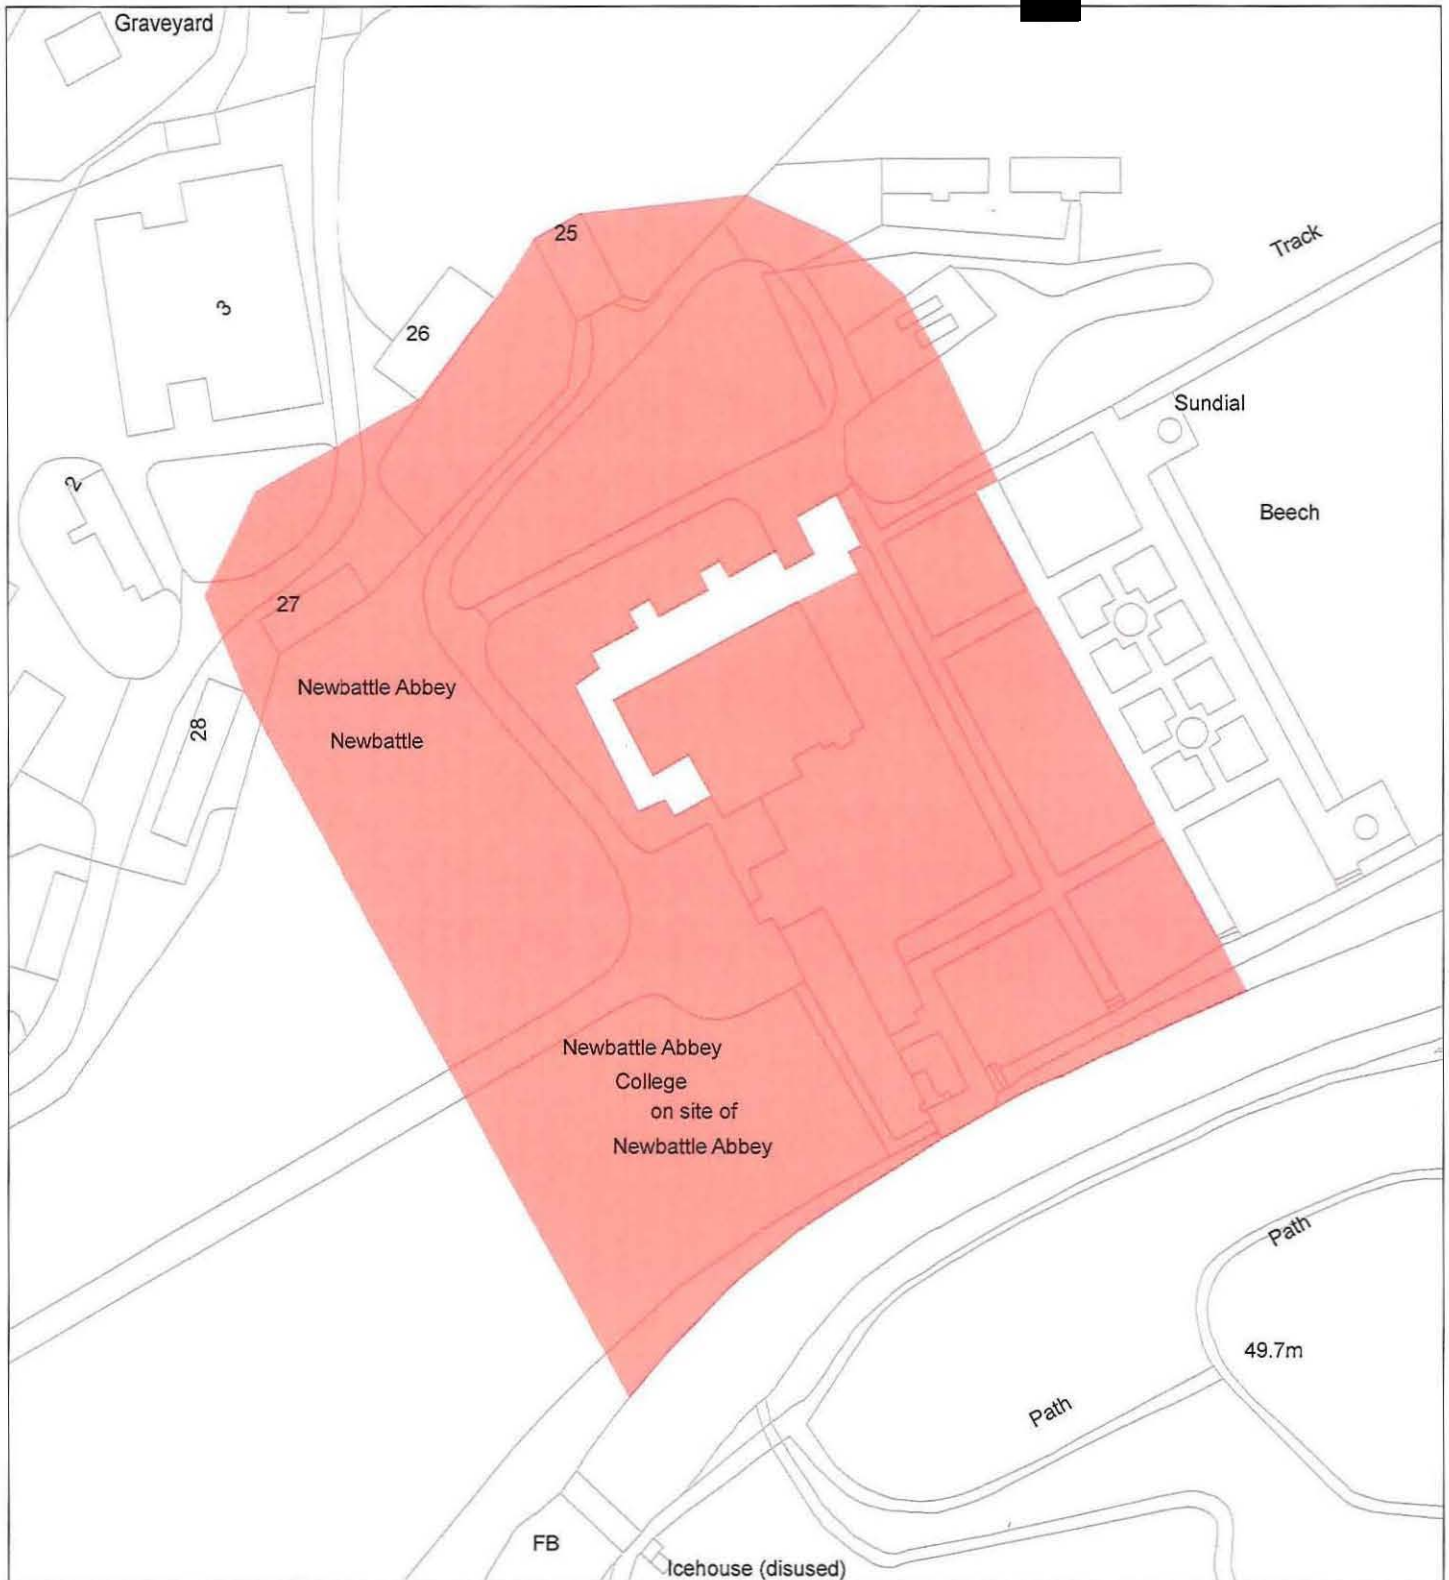 Graveyard
25
Track
3
26
Sundial
2
Beech
27
Newbattle Abbey
28
Newbattle
Newbattle Abbey
College
on site of
Newbattle Abbey
Path
49.7m
Path
FB
Icehouse (disused)